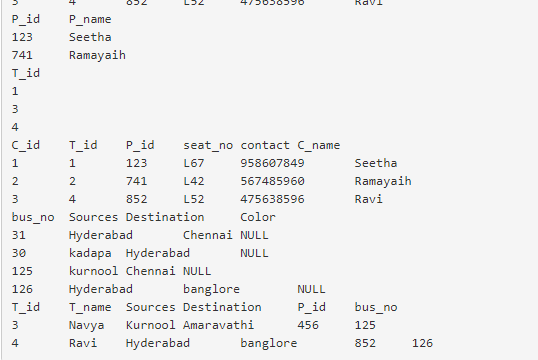 3 4 852 L52 475638596 Ravi
P_id P_name
123 Seetha
741 Ramayaih
T_id
1
3
4
C_id T_id P_id seat_no contact C_name
1 1 123 L67 958607849 Seetha
2 2 741 L42 567485960 Ramayaih
3 4 852 L52 475638596 Ravi
bus_no Sources Destination Color
31 Hyderabad Chennai NULL
30 kadapa Hyderabad NULL
125 kurnool Chennai NULL
126 Hyderabad banglore NULL
T_id T_name Sources Destination P_id bus_no
3 Navya Kurnool Amaravathi 456 125
4 Ravi Hyderabad banglore 852 126